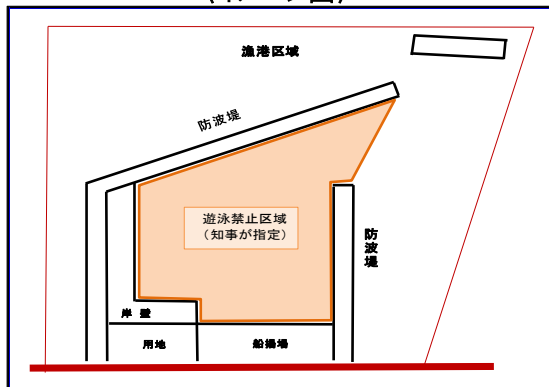 漁港区域
防波堤
遊泳禁止区域
（知事が指定）
防波堤
岸 壁
用地
船揚場